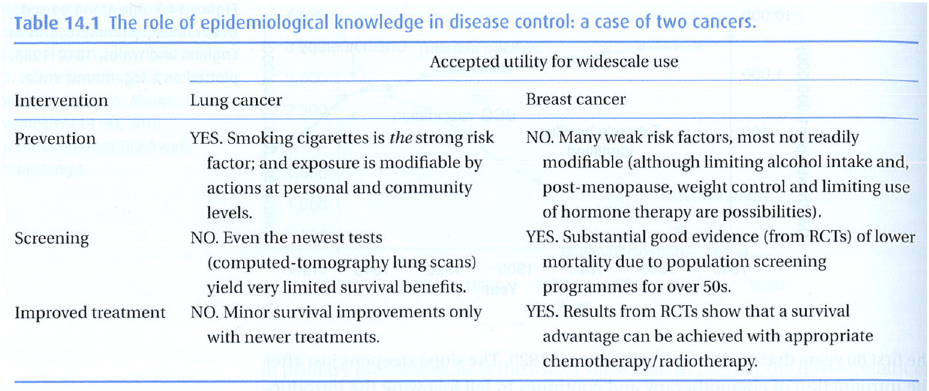 Table 14.1 The role of epidemiological knowledge in disease control: a case of two cancers.
Accepted utility for widescale use
Intervention Lung cancer Breast cancer
Prevention YES. Smoking cigarettes is the strong risk NO. Many weak risk factors, most not readily
factor; and exposure is modifiable by modifiable (although limiting alcohol intake and,
actions at personal and community post-menopause, weight control and limiting use
levels. of hormone therapy are possibilities).
Screening NO. Even the newest tests YES. Substantial good evidence (from RCTs) of lower
(computed-tomography lung scans) mortality due to population screening
yield very limited survival benefits. programmes for over 50s.
Improved treatment NO. Minor survival improvements only YES. Results from RCTs show that a survival
with newer treatments. advantage can be achieved with appropriate
chemotherapy/radiotherapy.